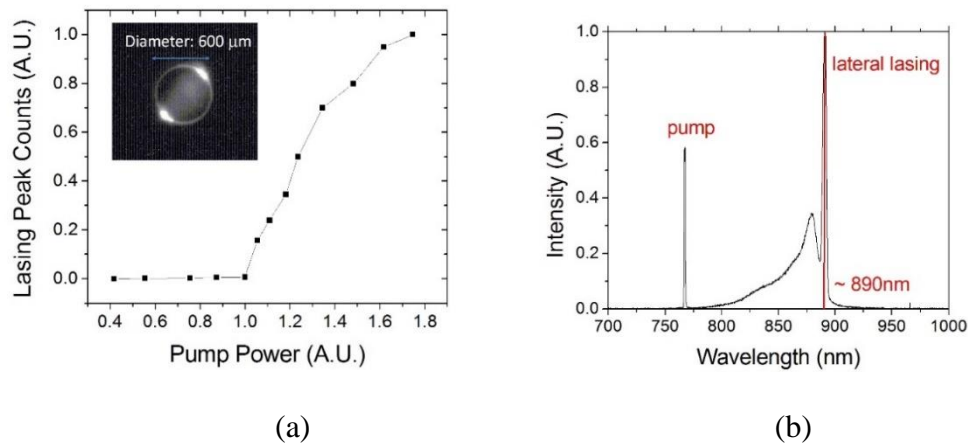 Diameter: 600 μm
Lasing Peak Counts (A.U.)
1.0
0.8
0.6
0.4
0.2
0.0
0.4 0.6 0.8 1.0 1.2 1.4 1.6 1.8
Pump Power (A.U.)
(a)
Intensity (A.U.)
1.0
0.8
0.6
0.4
0.2
0.0
lateral lasing
pump
~ 890nm
700 750 800 850 900 950 1000
Wavelength (nm)
(b)